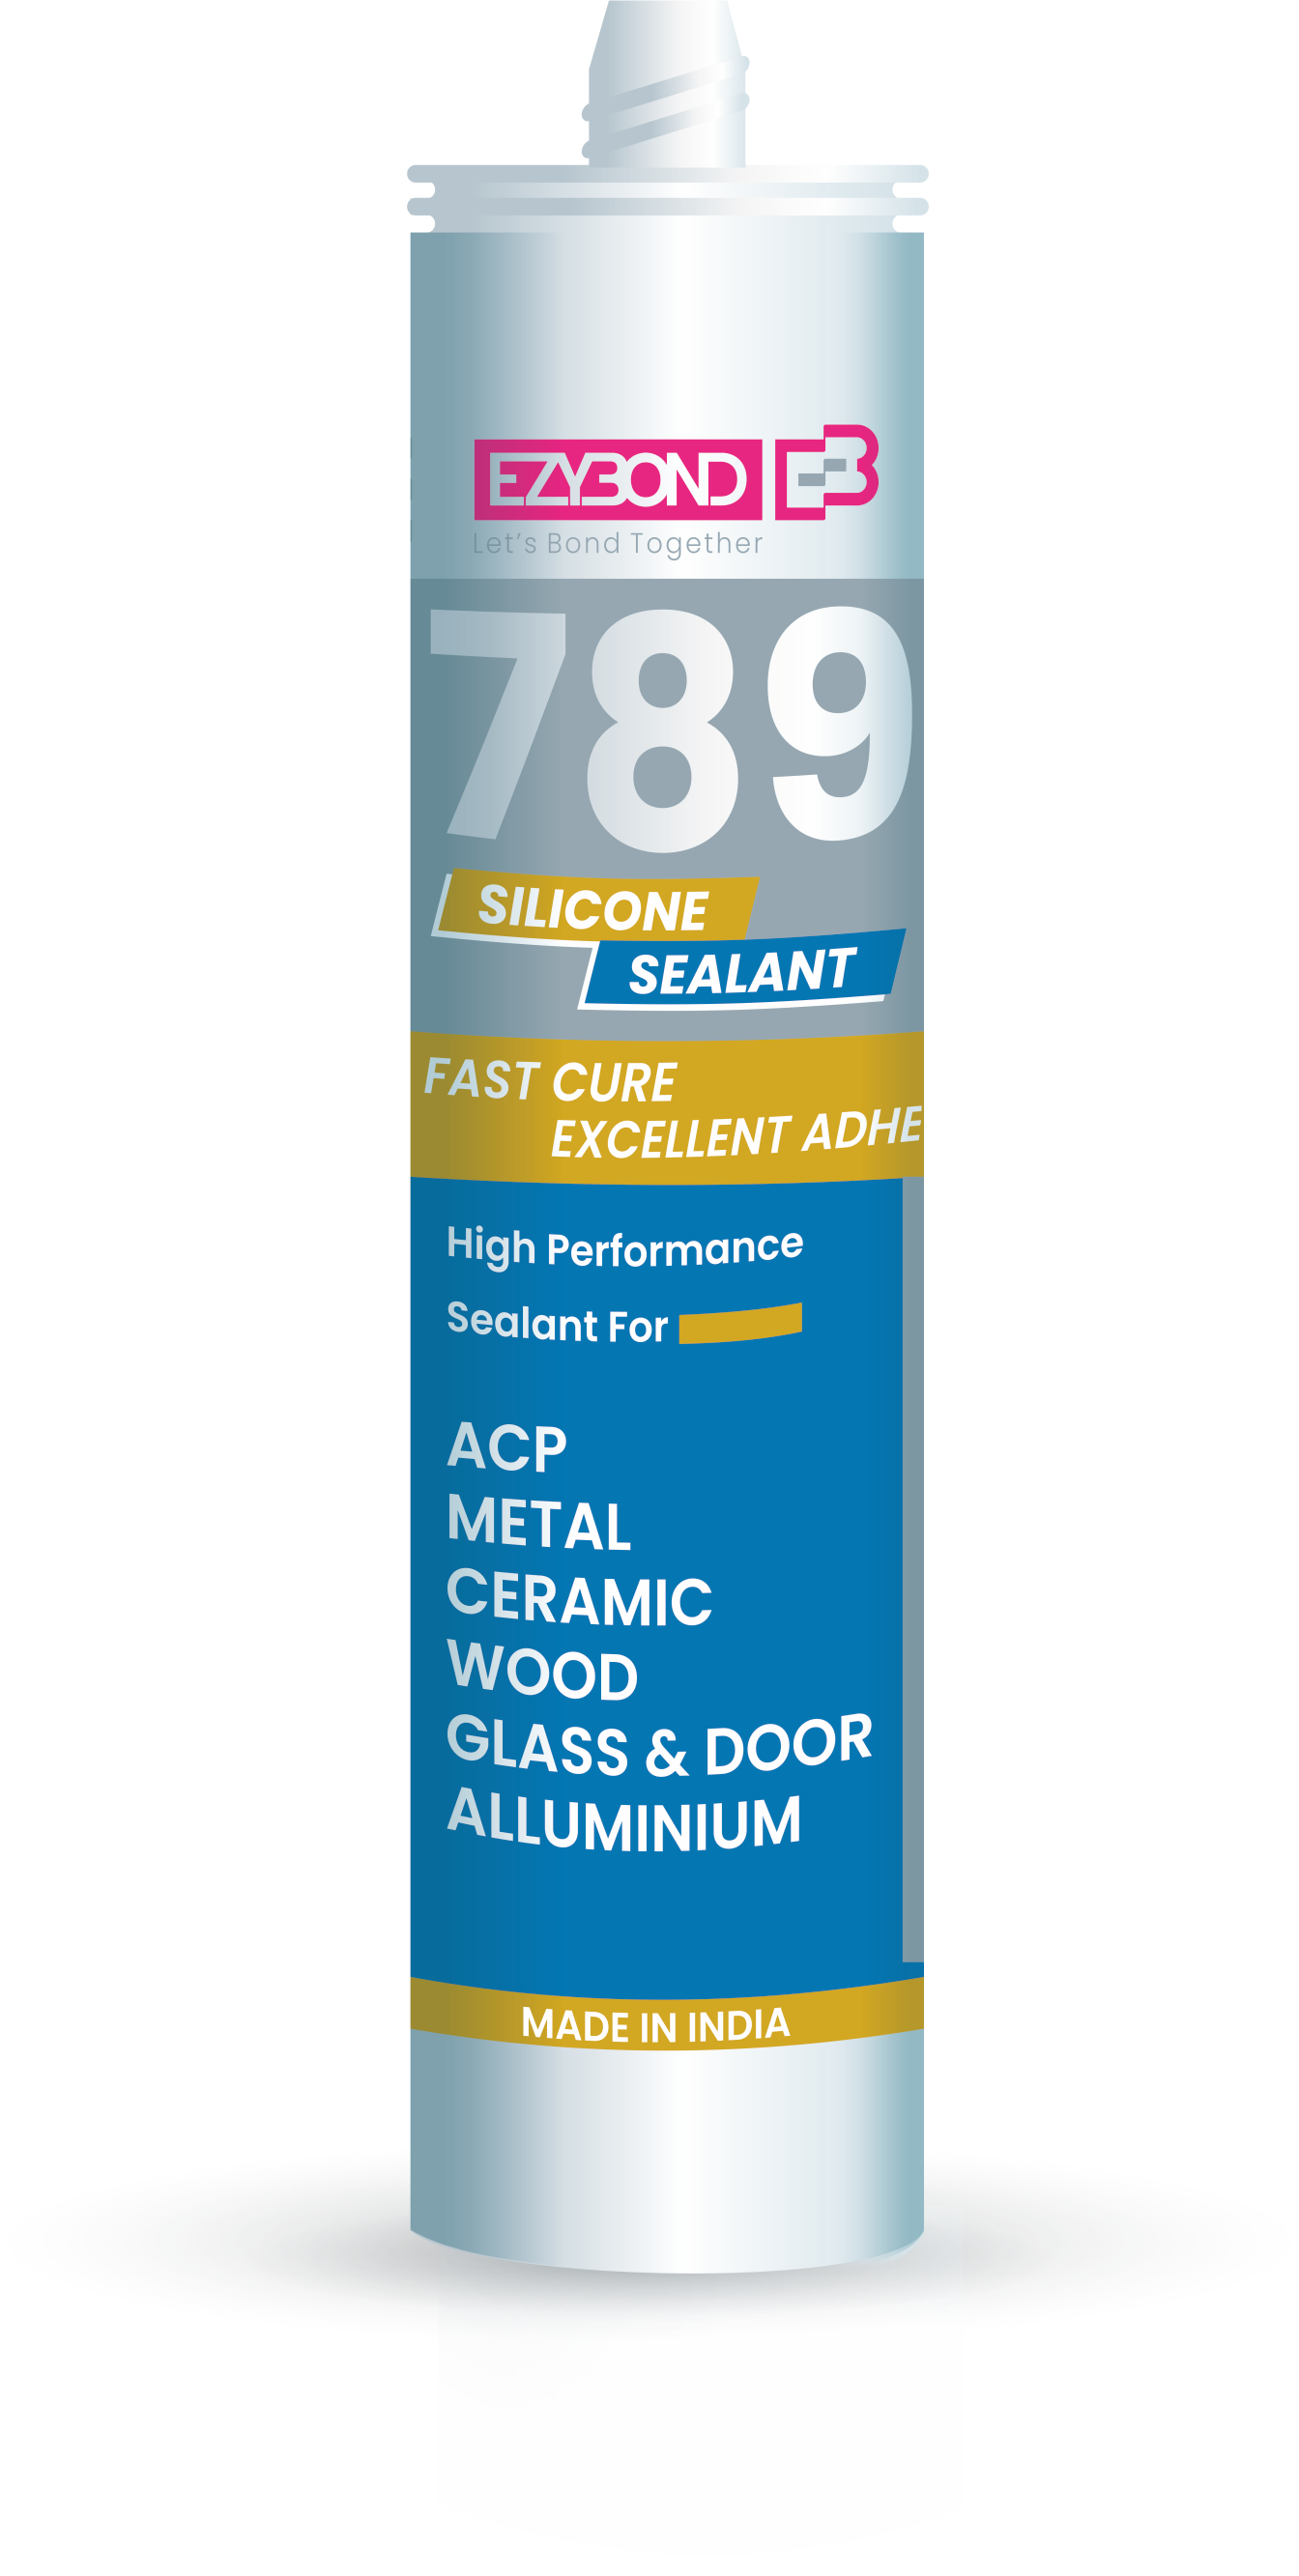 EZYBOND EB
Let's Bond Together
789
SILICONE
SEALANT
FAST CURE
EXCELLENT ADHE
High Performance
Sealant For
ACP
METAL
CERAMIC
WOOD
GLASS & DOOR
ALLUMINIUM
MADE IN INDIA